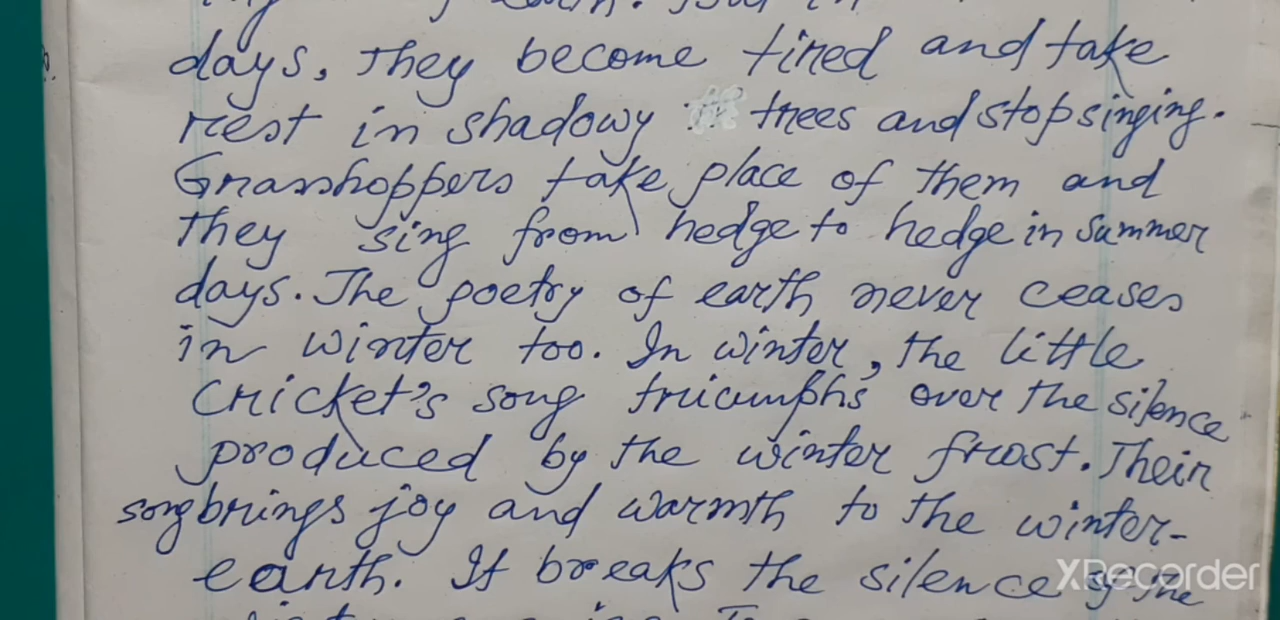 days. They become tired and take
rest in shadowy trees and stop singing.
Grasshoppers take place of them and
they sing from hedge to hedge in summer
days. The poetry of earth never ceases
in winter too. In winter, the little
cricket's song triumphs over the silence
produced by the winter frost. Their
song brings joy and warmth to the winter-
earth. It breaks the silence of the
XRecorder